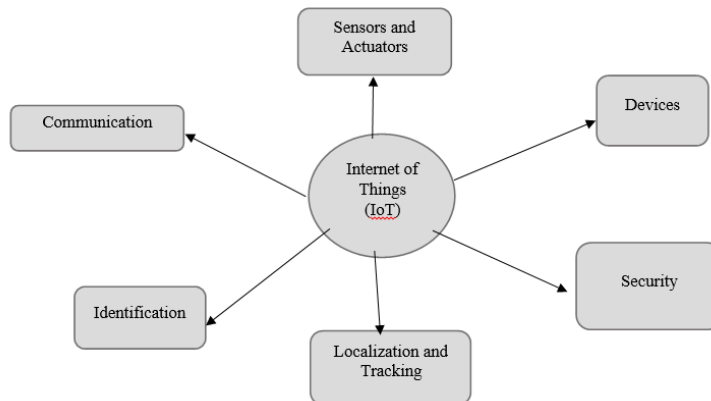 Sensors and
Actuators
Devices
Communication
Internet of
Things
(IoT)
Security
Identification
Localization and
Tracking